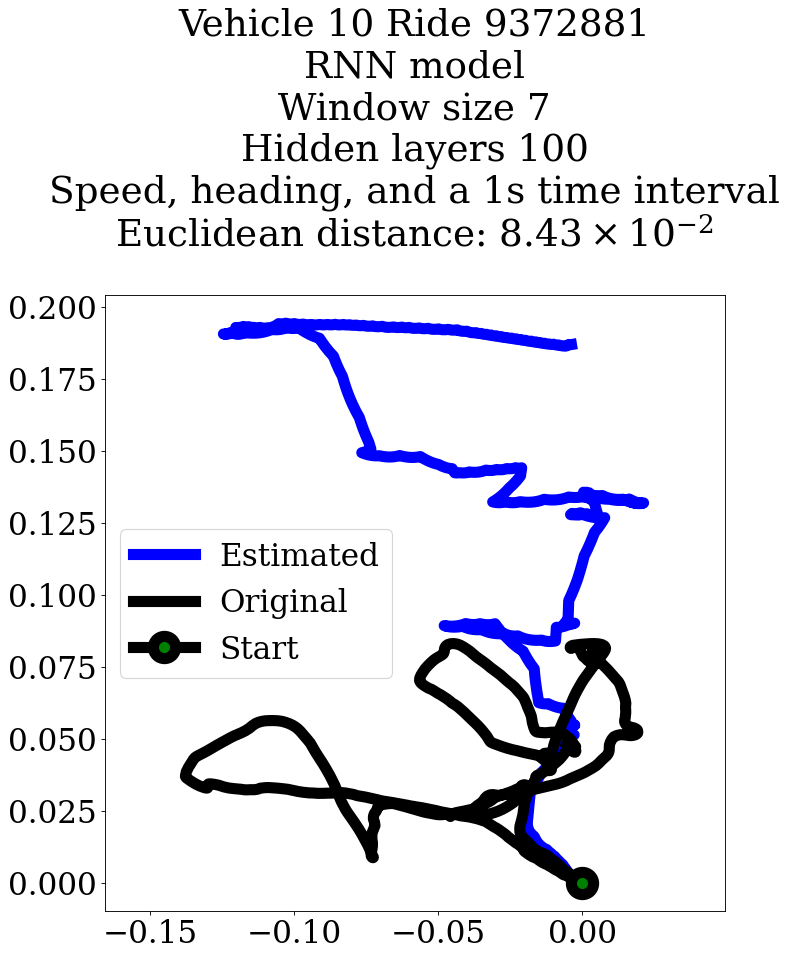 Vehicle 10 Ride 9372881
RNN model
Window size 7
Hidden layers 100
Speed, heading, and a 1s time interval
Euclidean distance: 8.43 × 10⁻²
0.200
0.175
0.150
0.125
0.100
0.075
0.050
0.025
0.000
Estimated
Original
Start
−0.15 −0.10 −0.05 0.00